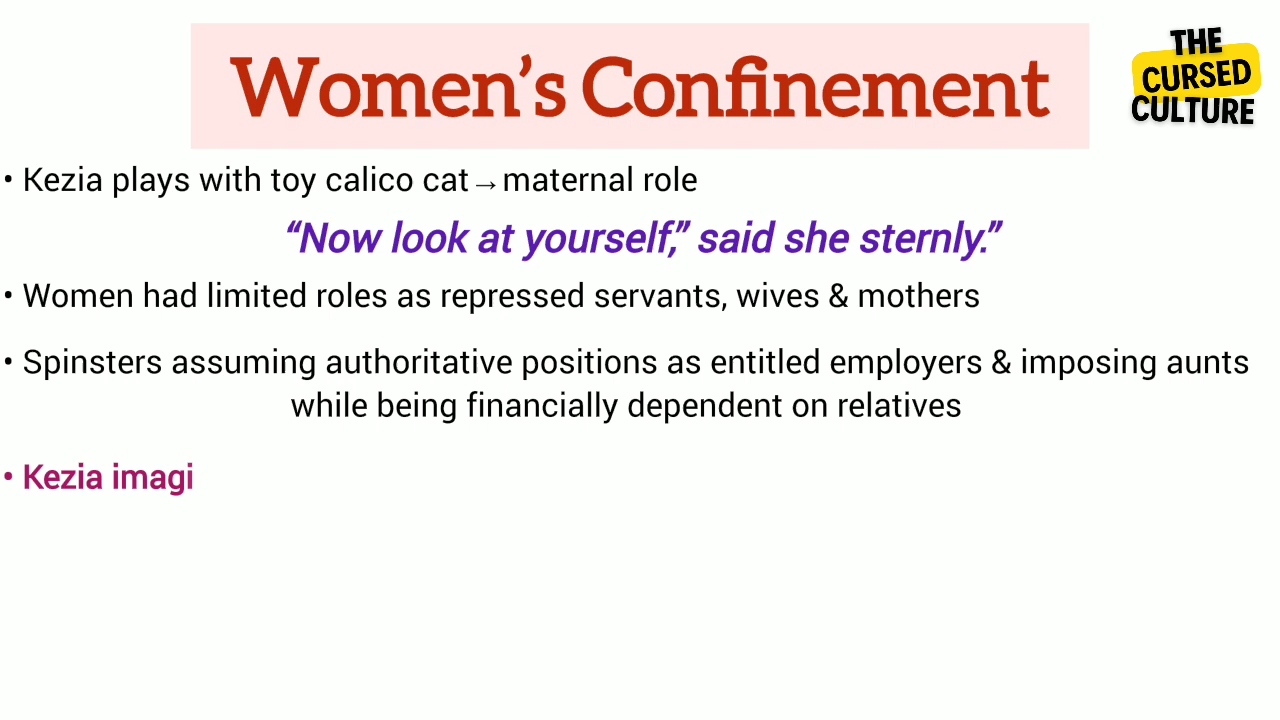 Women’s Confinement
THE
CURSED
CULTURE
• Kezia plays with toy calico cat→maternal role
“Now look at yourself,” said she sternly.”
• Women had limited roles as repressed servants, wives & mothers
• Spinsters assuming authoritative positions as entitled employers & imposing aunts
while being financially dependent on relatives
• Kezia imagi